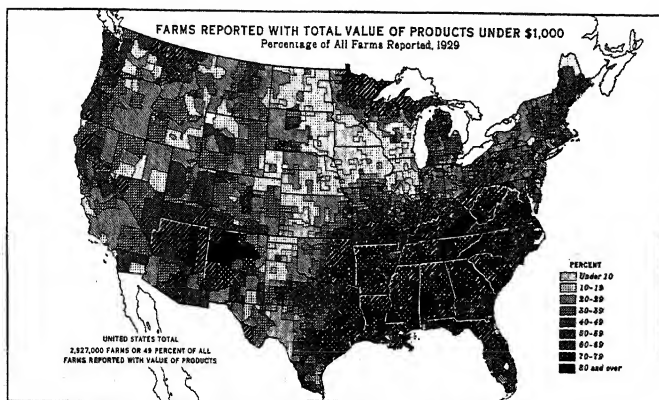 FARMS REPORTED WITH TOTAL VALUE OF PRODUCTS UNDER $1,000
Percentage of All Farms Reported, 1929
PERCENT
Under 10
10-19
20-29
30-39
40-49
50-59
60-69
70-79
80 and over
UNITED STATES TOTAL
2,927,000 FARMS OR 49 PERCENT OF ALL
FARMS REPORTED WITH VALUE OF PRODUCTS